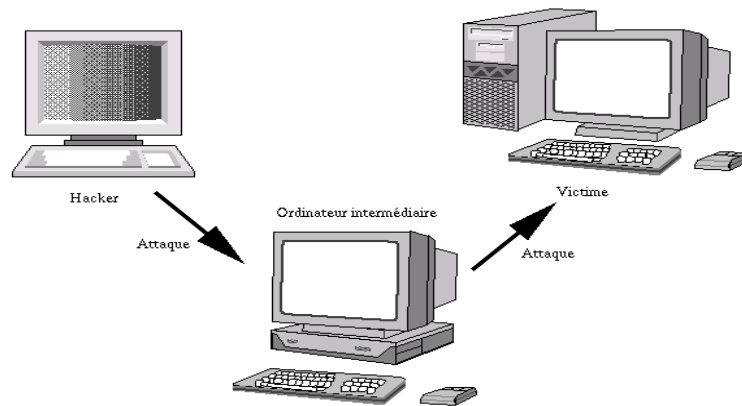 Hacker
Victime
Ordinateur intermédiaire
Attaque
Attaque